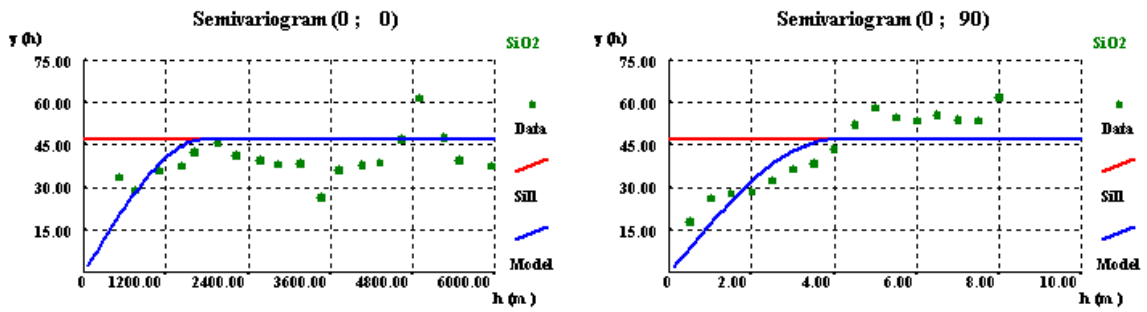 Semivariogram (0 ; 0)
γ (h)
SiO2
75.00
60.00
45.00
30.00
15.00
0.00 1200.00 2400.00 3600.00 4800.00 6000.00
h (m )
Data
Sill
Model
Semivariogram (0 ; 90)
γ (h)
SiO2
75.00
60.00
45.00
30.00
15.00
0.00 2.00 4.00 6.00 8.00 10.00
h (m )
Data
Sill
Model